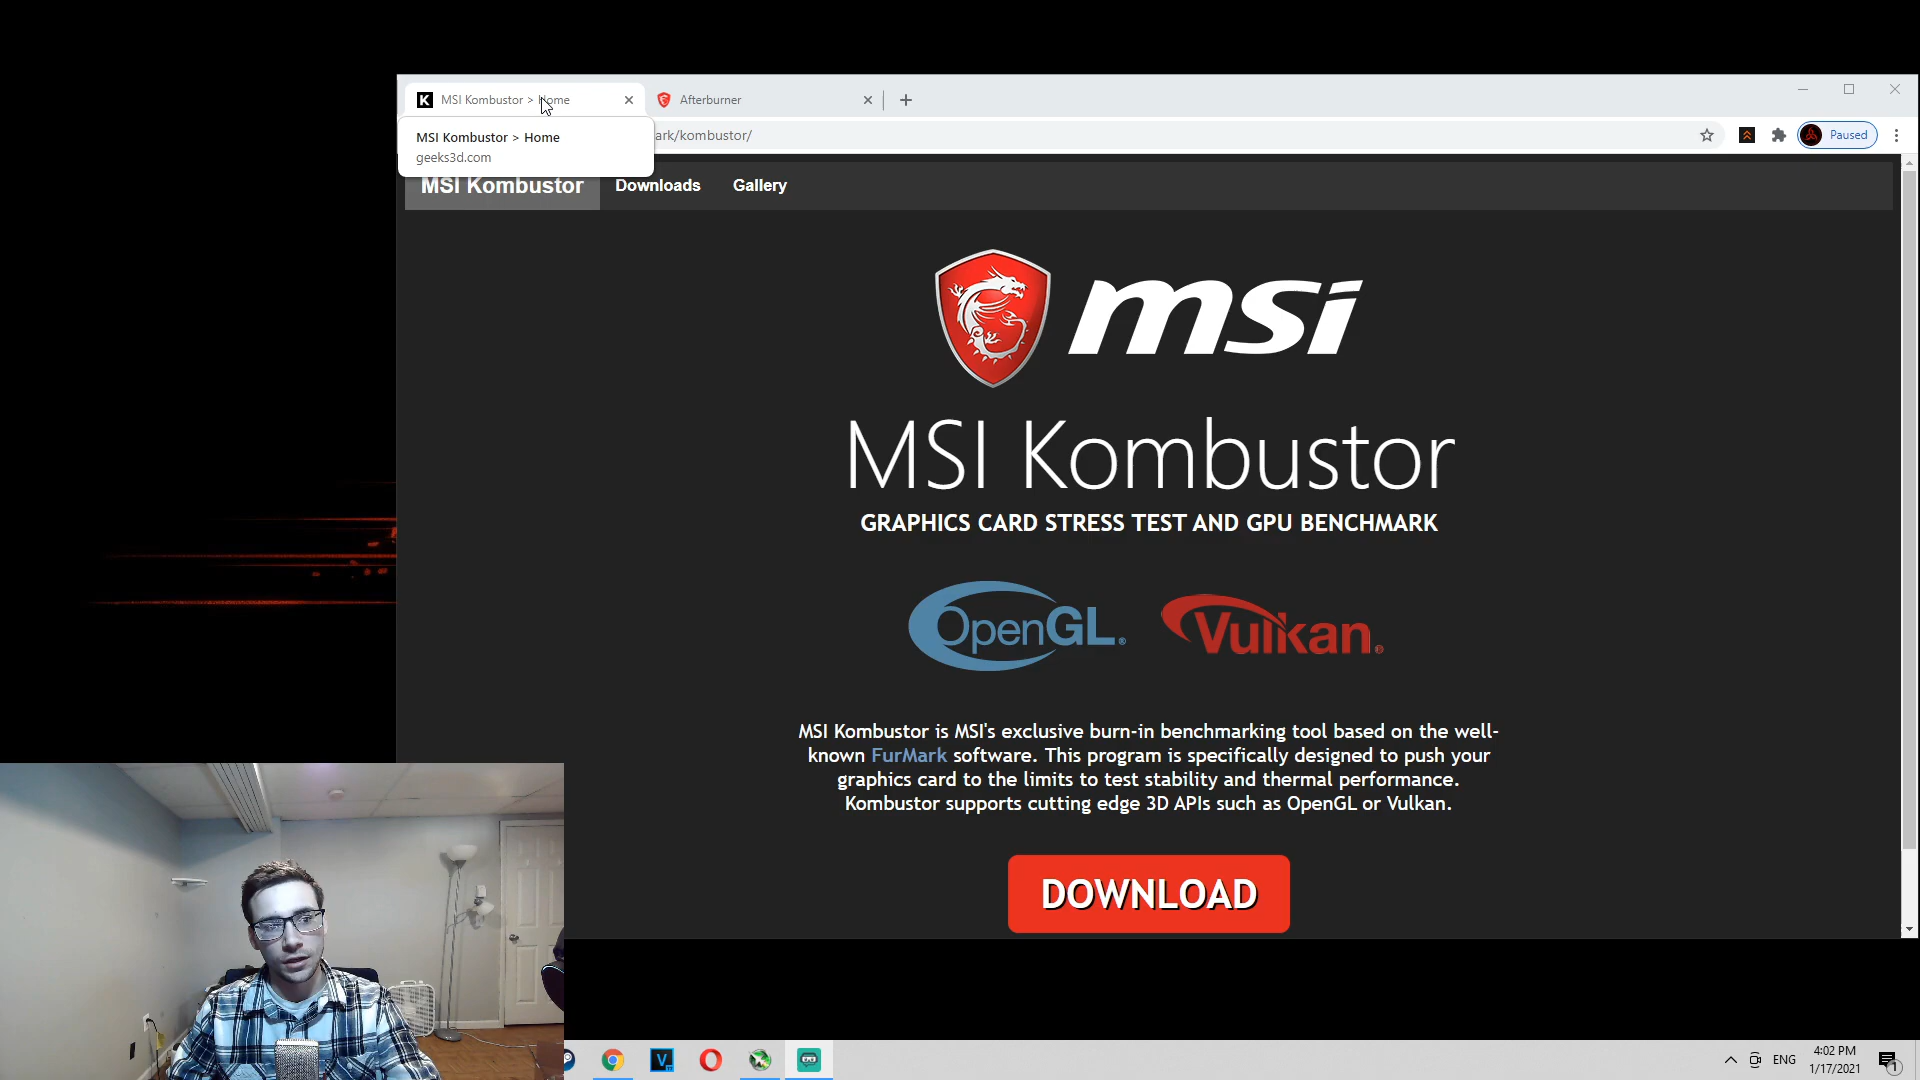 K MSI Kombustor > Home
Afterburner
MSI Kombustor > Home
geeks3d.com
ark/kombustor/
Paused
MSI Kombustor
Downloads
Gallery
msi
MSI Kombustor
GRAPHICS CARD STRESS TEST AND GPU BENCHMARK
OpenGL®
Vulkan®
MSI Kombustor is MSI's exclusive burn-in benchmarking tool based on the well-
known FurMark software. This program is specifically designed to push your
graphics card to the limits to test stability and thermal performance.
Kombustor supports cutting edge 3D APIs such as OpenGL or Vulkan.
DOWNLOAD
V
ENG
4:02 PM
1/17/2021
1